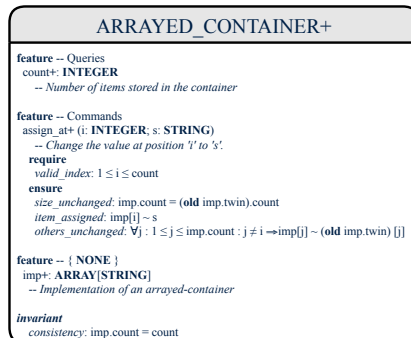 ARRAYED_CONTAINER+
feature -- Queries
count+: INTEGER
-- Number of items stored in the container
feature -- Commands
assign_at+ (i: INTEGER; s: STRING)
-- Change the value at position 'i' to 's'.
require
valid_index: 1 ≤ i ≤ count
ensure
size_unchanged: imp.count = (old imp.twin).count
item_assigned: imp[i] ~ s
others_unchanged: ∀j : 1 ≤ j ≤ imp.count : j ≠ i ⇒imp[j] ~ (old imp.twin) [j]
feature -- { NONE }
imp+: ARRAY[STRING]
-- Implementation of an arrayed-container
invariant
consistency: imp.count = count